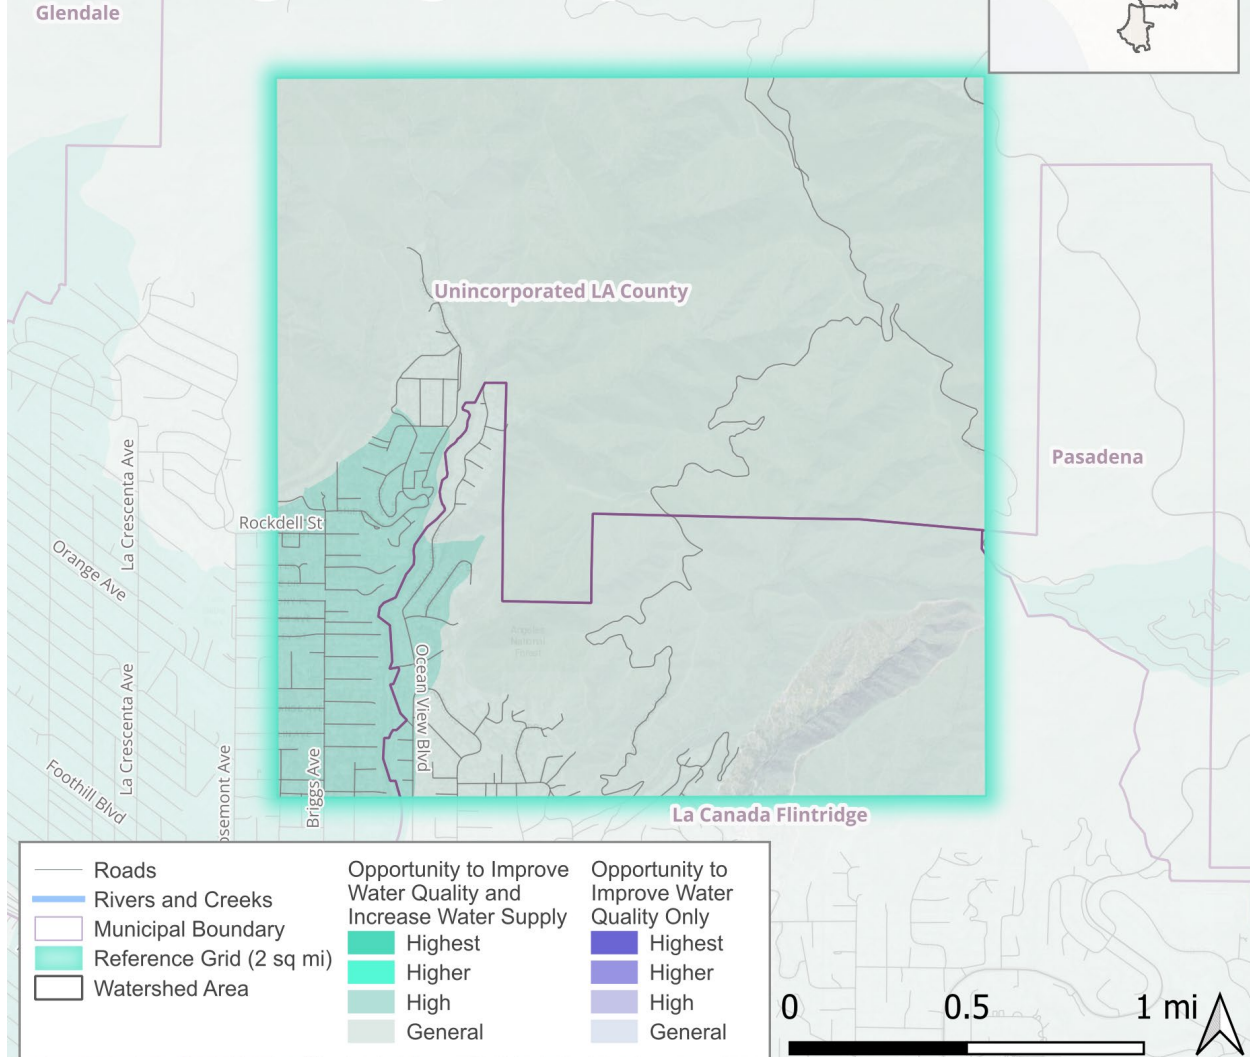 Glendale
Unincorporated LA County
Pasadena
La Crescenta Ave
Rockdell St
Orange Ave
Angeles
National
Forest
Ocean View Blvd
La Crescenta Ave
Foothill Blvd
osemont Ave
Briggs Ave
La Canada Flintridge
Roads
Rivers and Creeks
Municipal Boundary
Reference Grid (2 sq mi)
Watershed Area
Opportunity to Improve
Water Quality and
Increase Water Supply
Highest
Higher
High
General
Opportunity to
Improve Water
Quality Only
Highest
Higher
High
General
0 0.5 1 mi